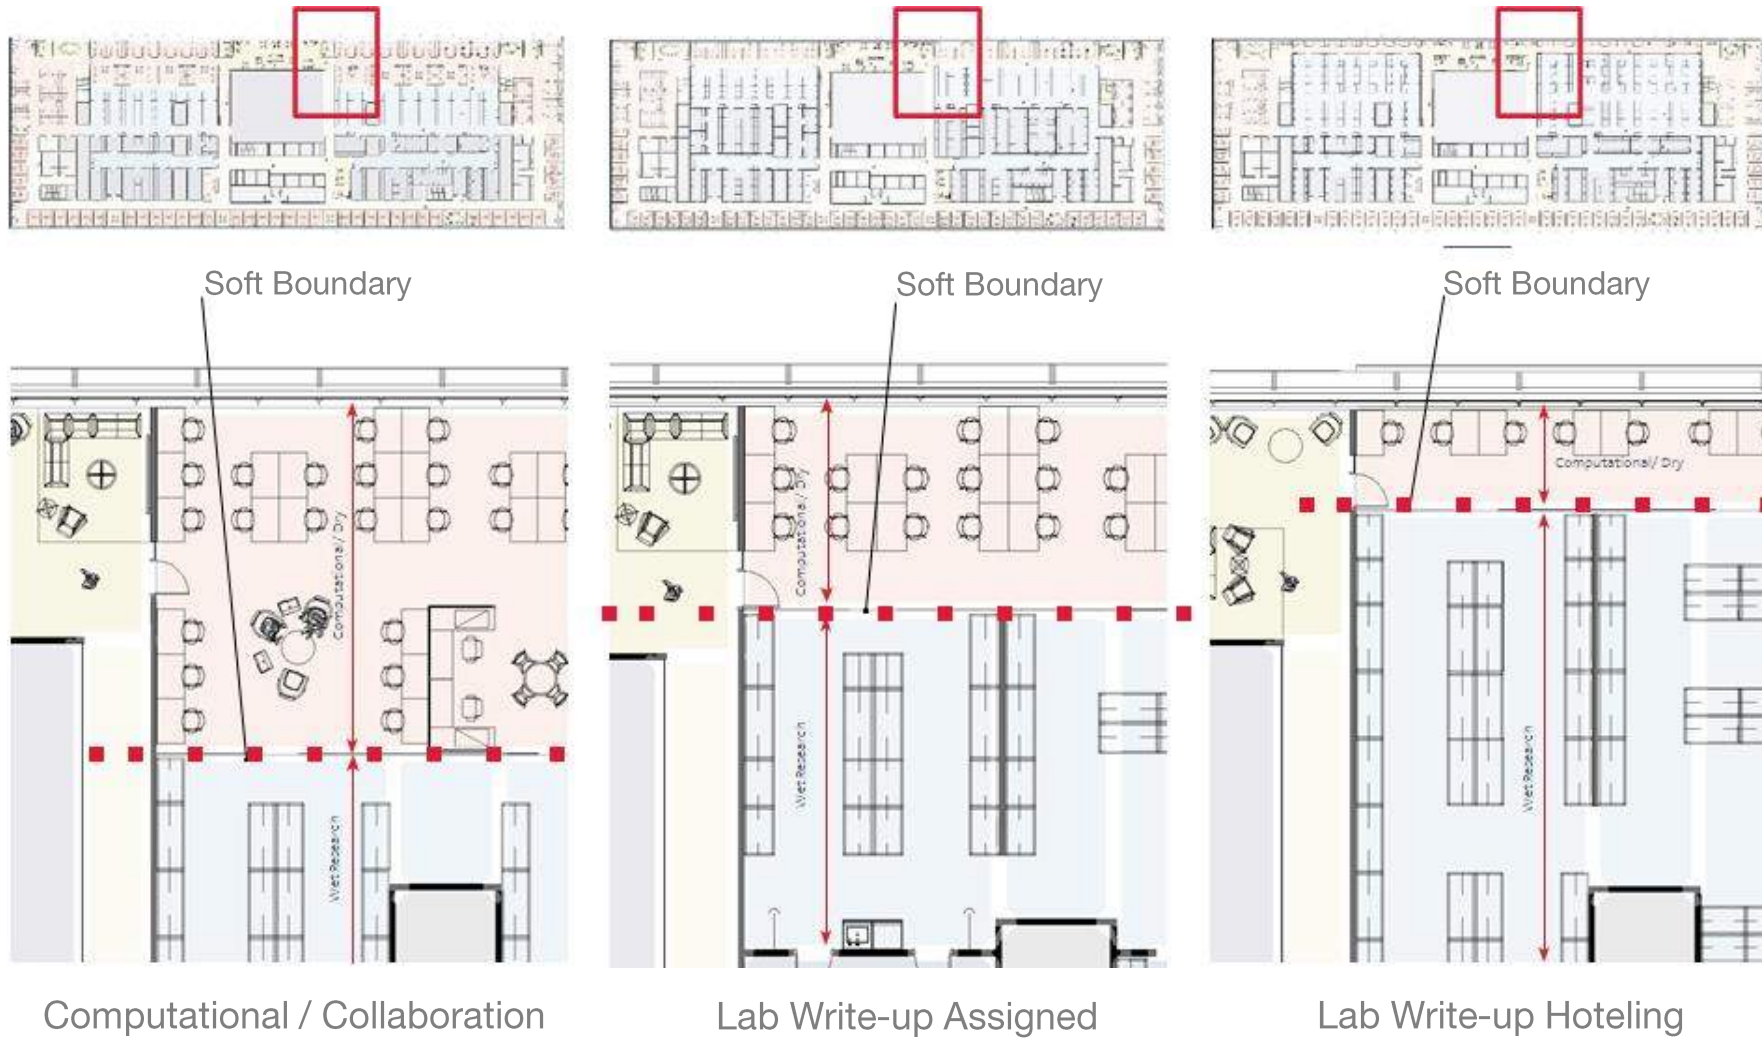 Soft Boundary
Soft Boundary
Soft Boundary
Computational/ Dry
Computational/ Dry
Computational/ Dry
Wet Research
Wet Research
Wet Research
Computational / Collaboration
Lab Write-up Assigned
Lab Write-up Hoteling